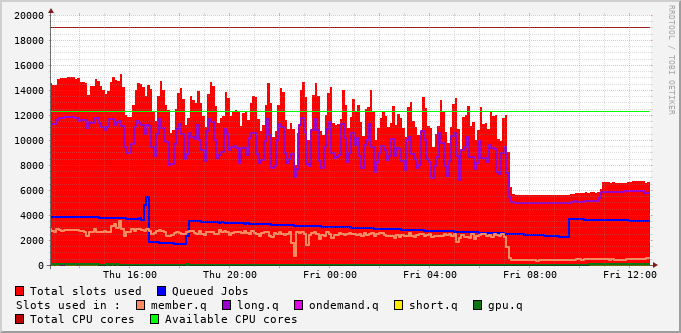 20000
18000
16000
14000
12000
10000
8000
6000
4000
2000
0
Thu 16:00 Thu 20:00 Fri 00:00 Fri 04:00 Fri 08:00 Fri 12:00
RRDTOOL / TOBI OETIKER
Total slots used Queued Jobs
Slots used in : member.q long.q ondemand.q short.q gpu.q
Total CPU cores Available CPU cores